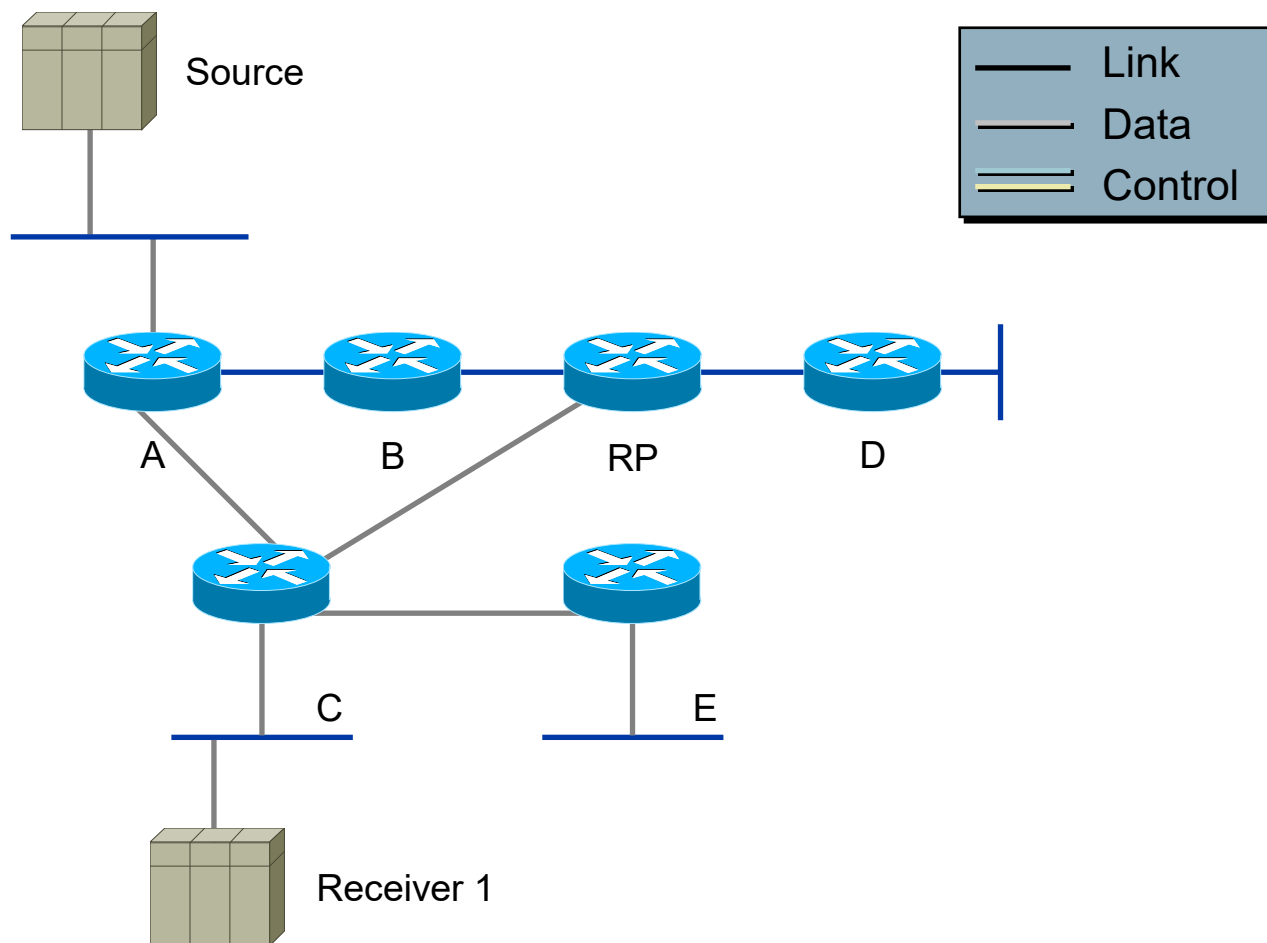 Source
Link
Data
Control
A
B
RP
D
C
E
Receiver 1